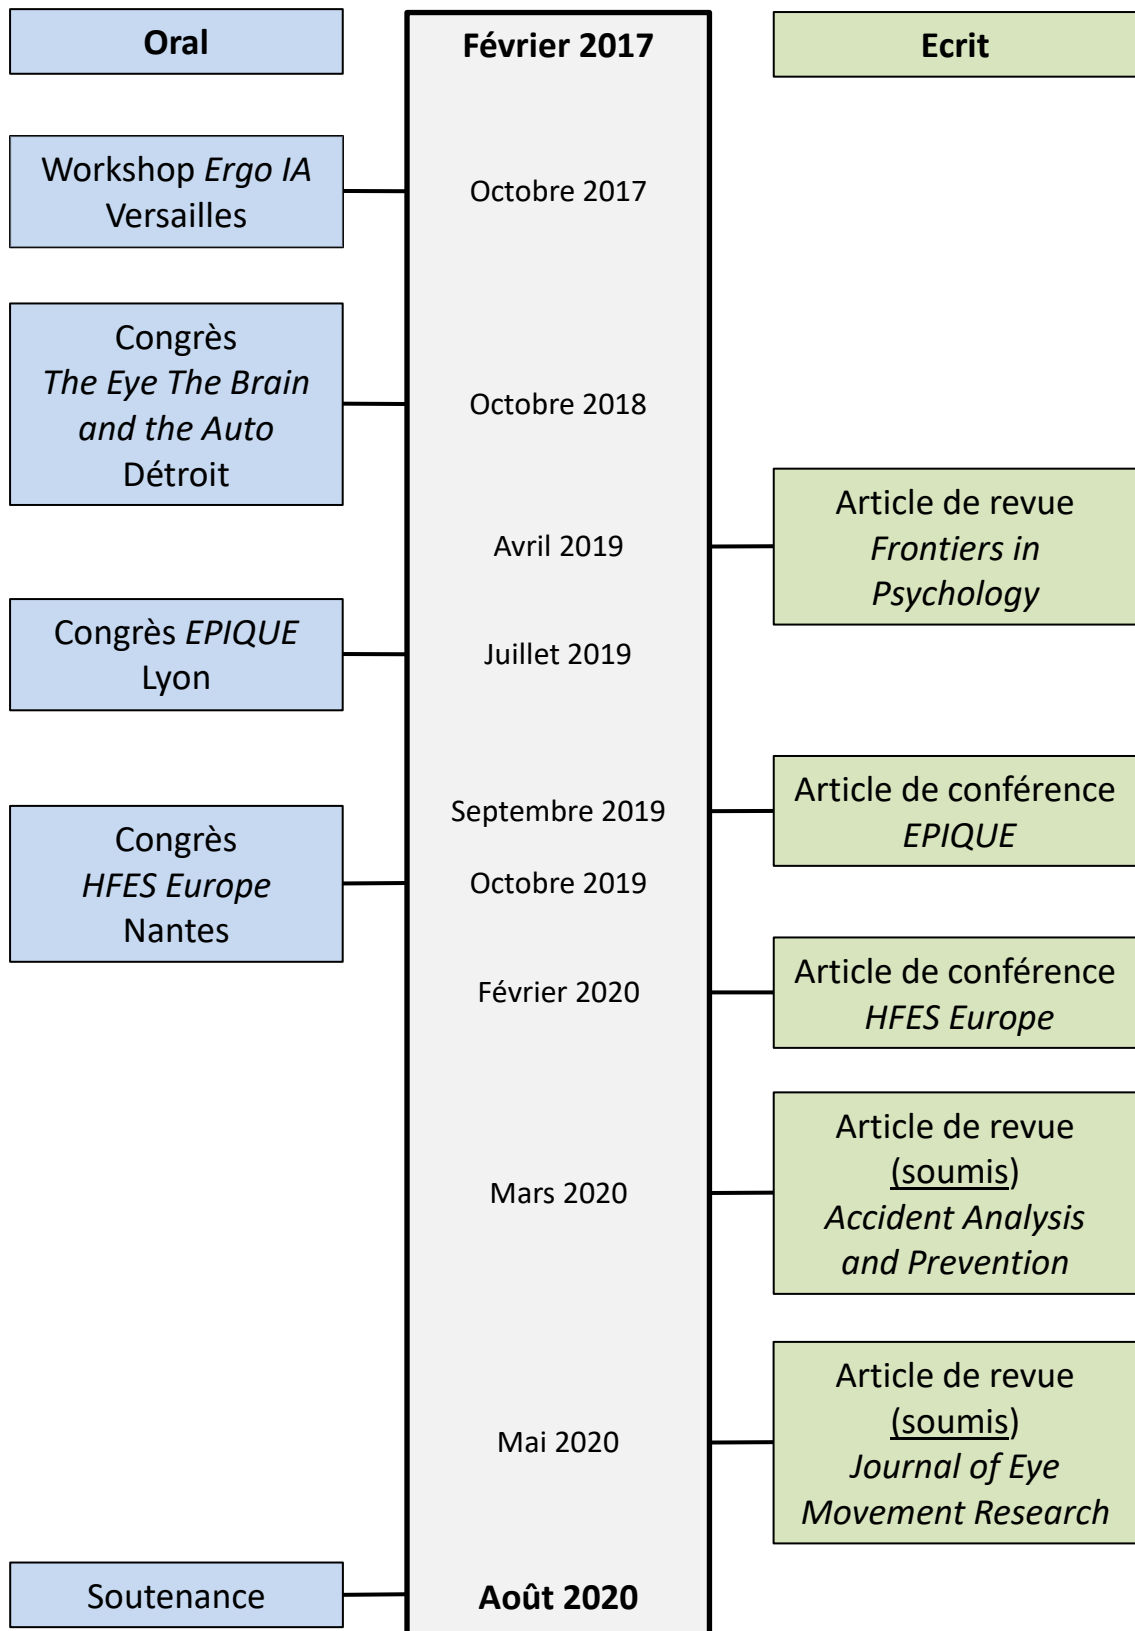 Oral
Février 2017
Ecrit
Workshop Ergo IA
Versailles
Octobre 2017
Congrès
The Eye The Brain
and the Auto
Détroit
Octobre 2018
Avril 2019
Article de revue
Frontiers in
Psychology
Congrès EPIQUE
Lyon
Juillet 2019
Septembre 2019
Article de conférence
EPIQUE
Congrès
HFES Europe
Nantes
Octobre 2019
Février 2020
Article de conférence
HFES Europe
Mars 2020
Article de revue
(soumis)
Accident Analysis
and Prevention
Mai 2020
Article de revue
(soumis)
Journal of Eye
Movement Research
Soutenance
Août 2020